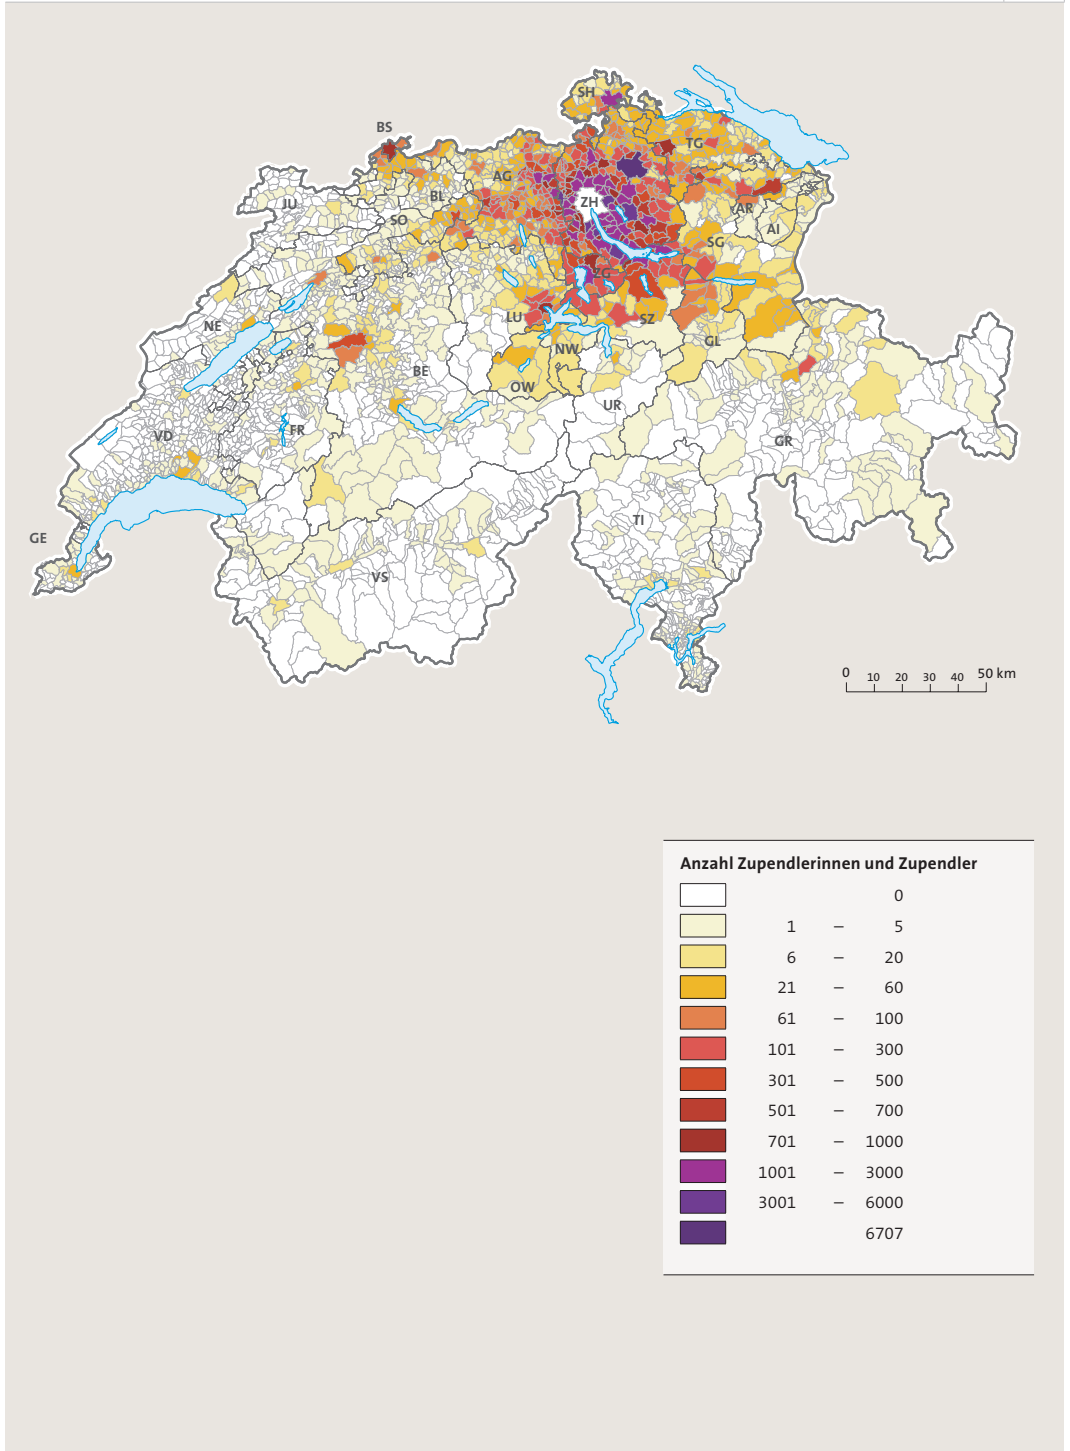 SH
BS
TG
AG
BL
JU
ZH
AR
SO
AI
SG
ZG
LU
SZ
NE
GL
NW
BE
OW
UR
VD
FR
GR
TI
GE
VS
0 10 20 30 40 50 km
Anzahl Zupendlerinnen und Zupendler
0
1 – 5
6 – 20
21 – 60
61 – 100
101 – 300
301 – 500
501 – 700
701 – 1000
1001 – 3000
3001 – 6000
6707